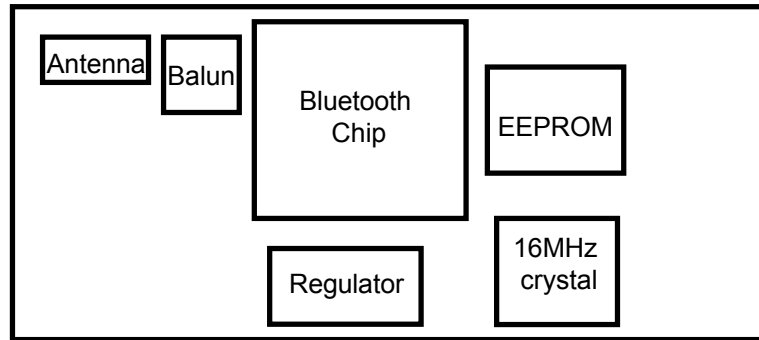 Antenna
Balun
Bluetooth
Chip
EEPROM
Regulator
16MHz
crystal